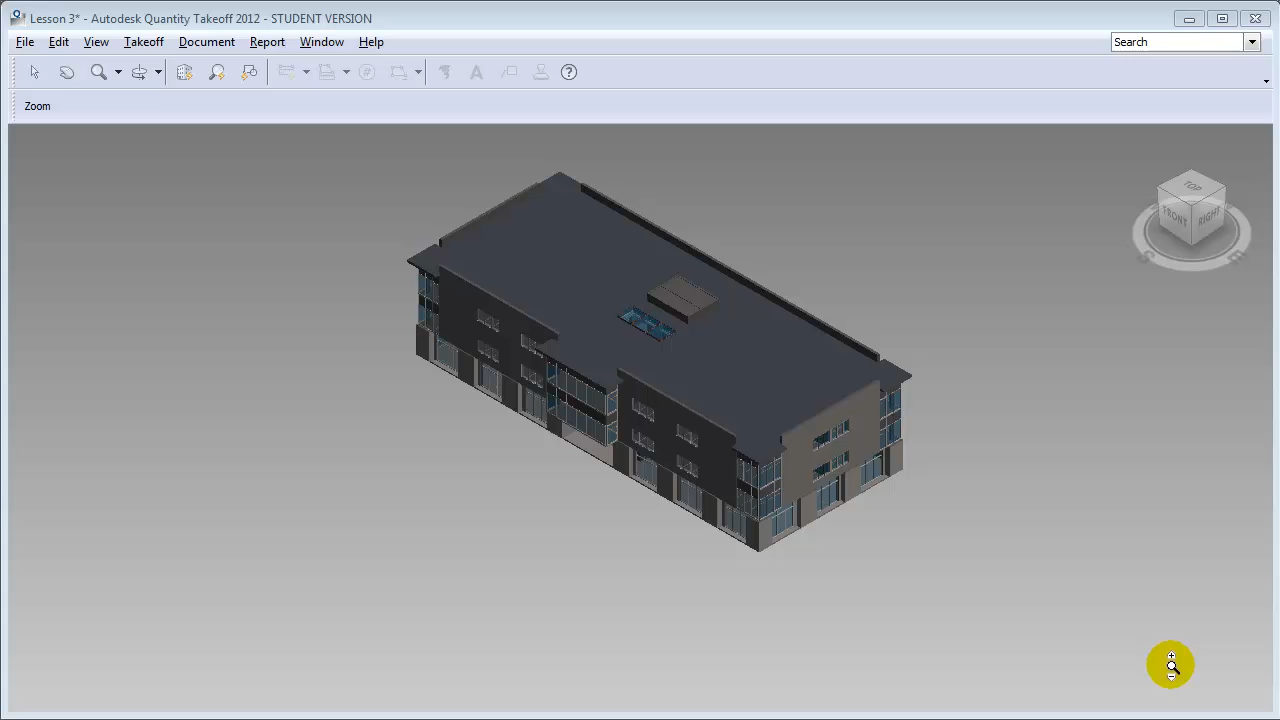 Lesson 3* - Autodesk Quantity Takeoff 2012 - STUDENT VERSION
File Edit View Takeoff Document Report Window Help
Search
Zoom
TOP
FRONT RIGHT
S E